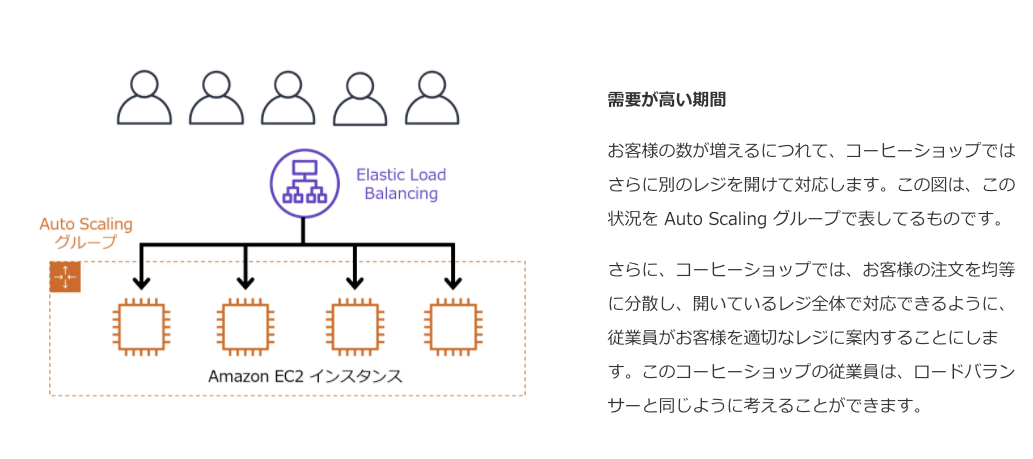 Elastic Load
Balancing
Auto Scaling
グループ
Amazon EC2 インスタンス
需要が高い期間
お客様の数が増えるにつれて、コーヒーショップでは
さらに別のレジを開けて対応します。この図は、この
状況を Auto Scaling グループで表してるものです。
さらに、コーヒーショップでは、お客様の注文を均等
に分散し、開いているレジ全体で対応できるように、
従業員がお客様を適切なレジに案内することにしま
す。このコーヒーショップの従業員は、ロードバラン
サーと同じように考えることができます。